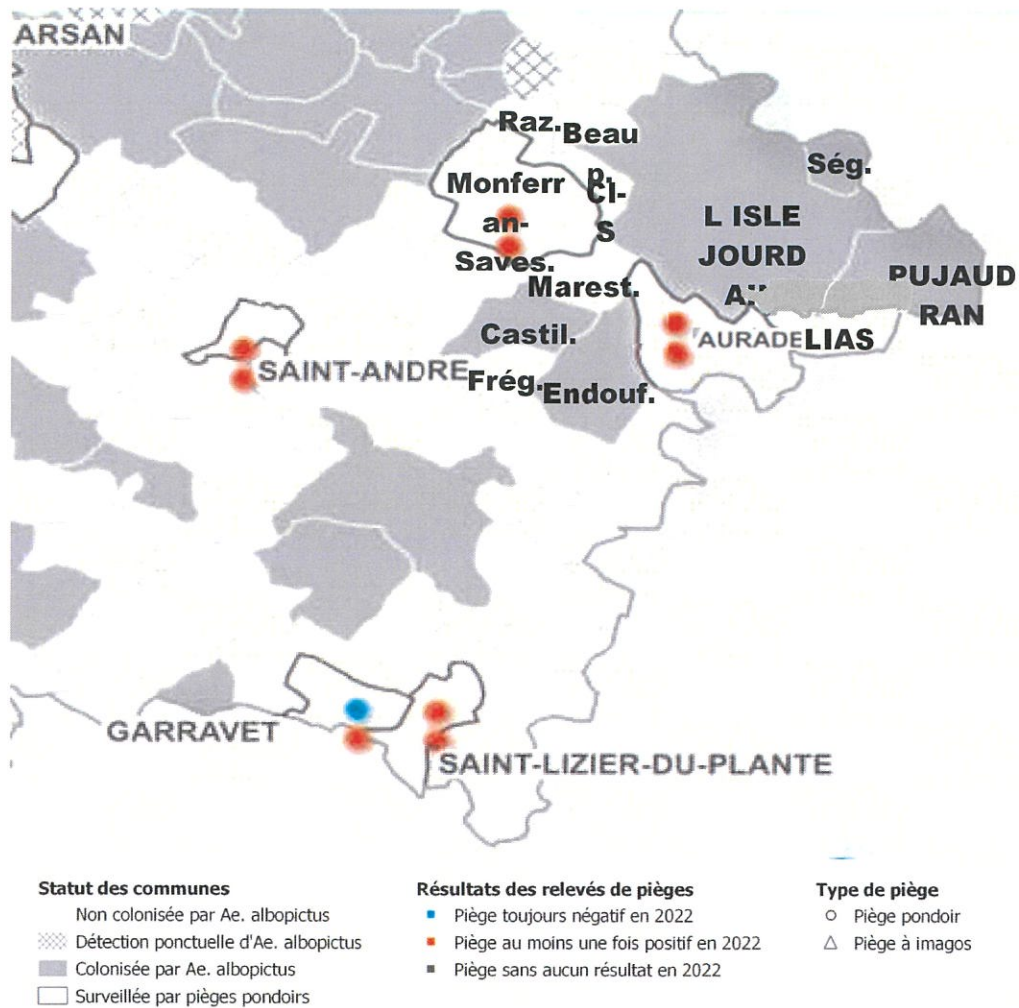 ARSAN
Raz.
Beau
p.
Cl-
S
Monferr
an-
Saves.
Ség.
L ISLE
JOURD
A
PUJAUD
RAN
Marest.
Castil.
AURADE
LIAS
SAINT-ANDRE
Frég.
Endouf.
GARRAVET
SAINT-LIZIER-DU-PLANTE
Statut des communes
Non colonisée par Ae. albopictus
Détection ponctuelle d'Ae. albopictus
Colonisée par Ae. albopictus
Surveillée par pièges pondoirs
Résultats des relevés de pièges
Piège toujours négatif en 2022
Piège au moins une fois positif en 2022
Piège sans aucun résultat en 2022
Type de piège
Piège pondoir
Piège à imagos